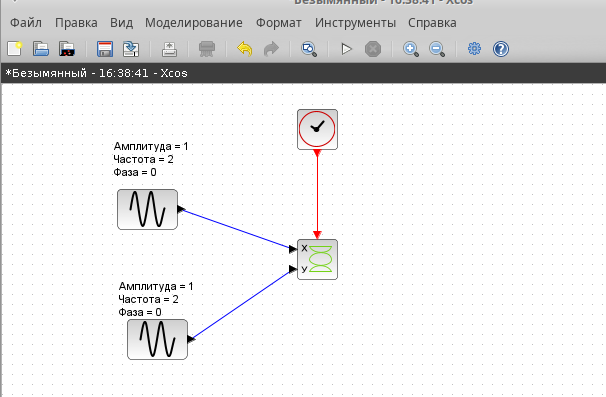 Безымянный - 16:38:41 - Xcos
Файл Правка Вид Моделирование Формат Инструменты Справка
*Безымянный - 16:38:41 - Xcos
Амплитуда = 1
Частота = 2
Фаза = 0
X
У
Амплитуда = 1
Частота = 2
Фаза = 0